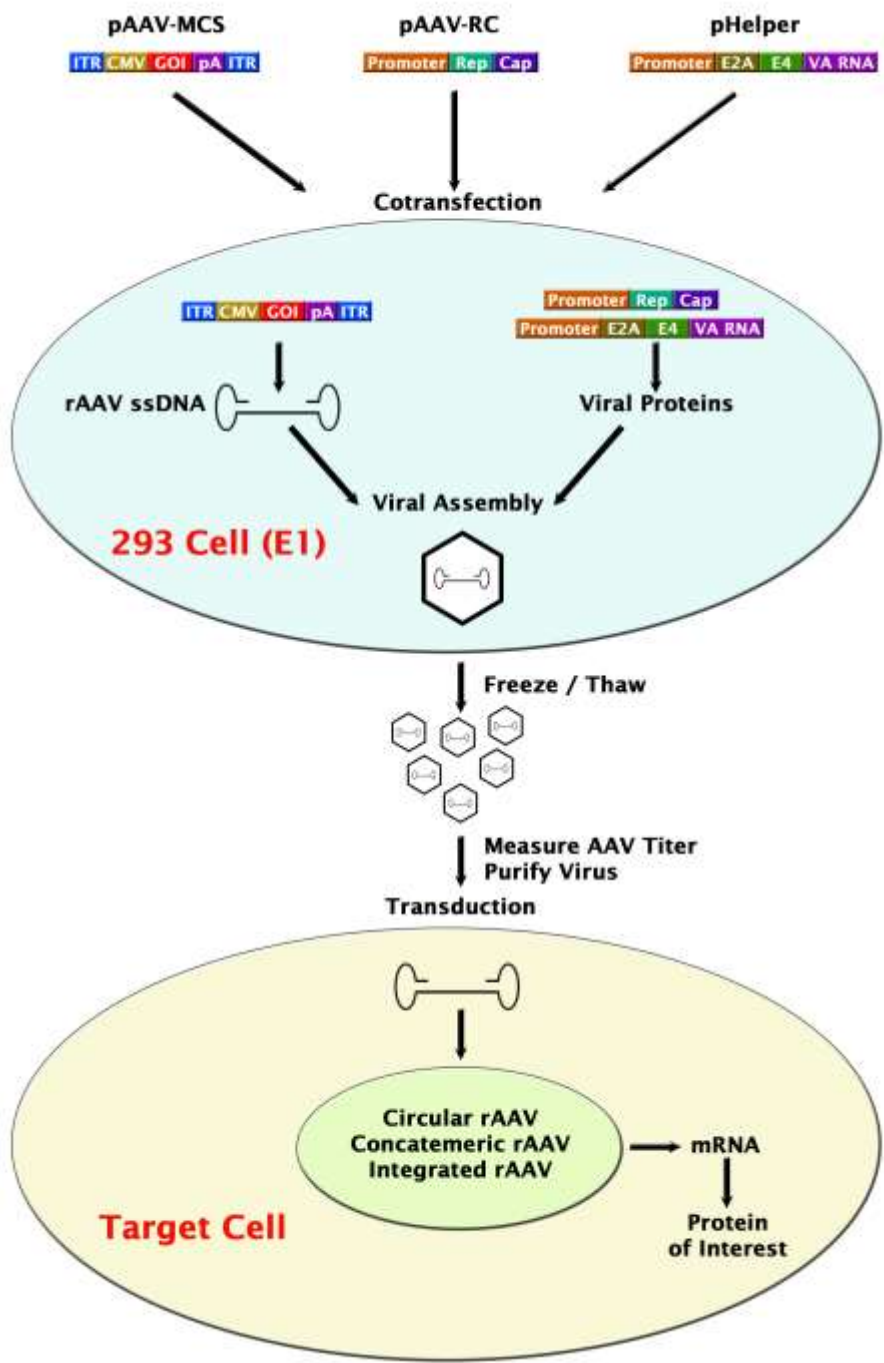 pAAV-MCS
pAAV-RC
pHelper
ITR CMV GOI pA ITR
Promoter Rep Cap
Promoter E2A E4 VA RNA
Cotransfection
ITR CMV GOI pA ITR
Promoter Rep Cap
Promoter E2A E4 VA RNA
rAAV ssDNA
Viral Proteins
Viral Assembly
293 Cell (E1)
Freeze / Thaw
Measure AAV Titer
Purify Virus
Transduction
Circular rAAV
Concatemeric rAAV
Integrated rAAV
mRNA
Target Cell
Protein
of Interest